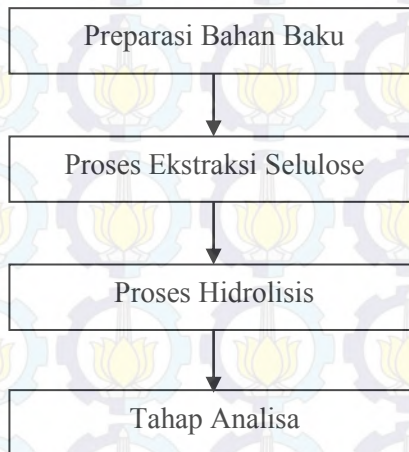 Preparasi Bahan Baku
Proses Ekstraksi Selulose
Proses Hidrolisis
Tahap Analisa